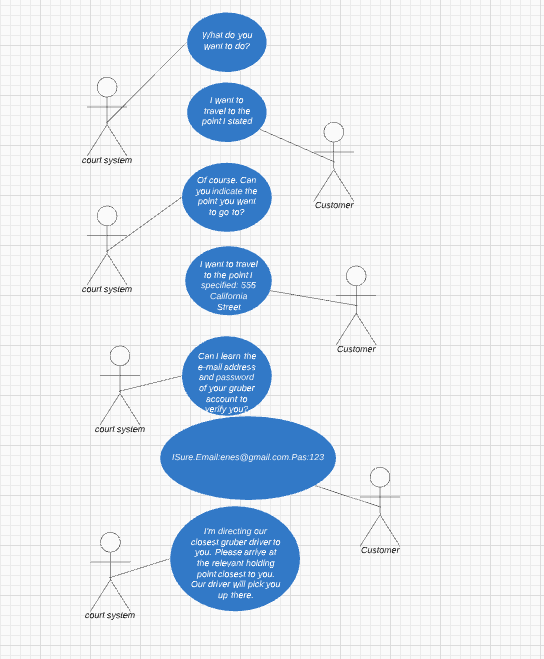 What do you
want to do?
I want to
travel to the
point I stated
court system
Customer
Of course. Can
you indicate the
point you want
to go to?
court system
I want to travel
to the point I
specified: 556
California
Street
Customer
Can I learn the
e-mail address
and password
of your gruber
account to
verify you?
court system
ISure.Email:enes@gmail.com.Pas:123
Customer
I'm directing our
closest gruber driver to
you. Please arrive at
the relevant holding
point closest to you.
Our driver will pick you
up there.
court system